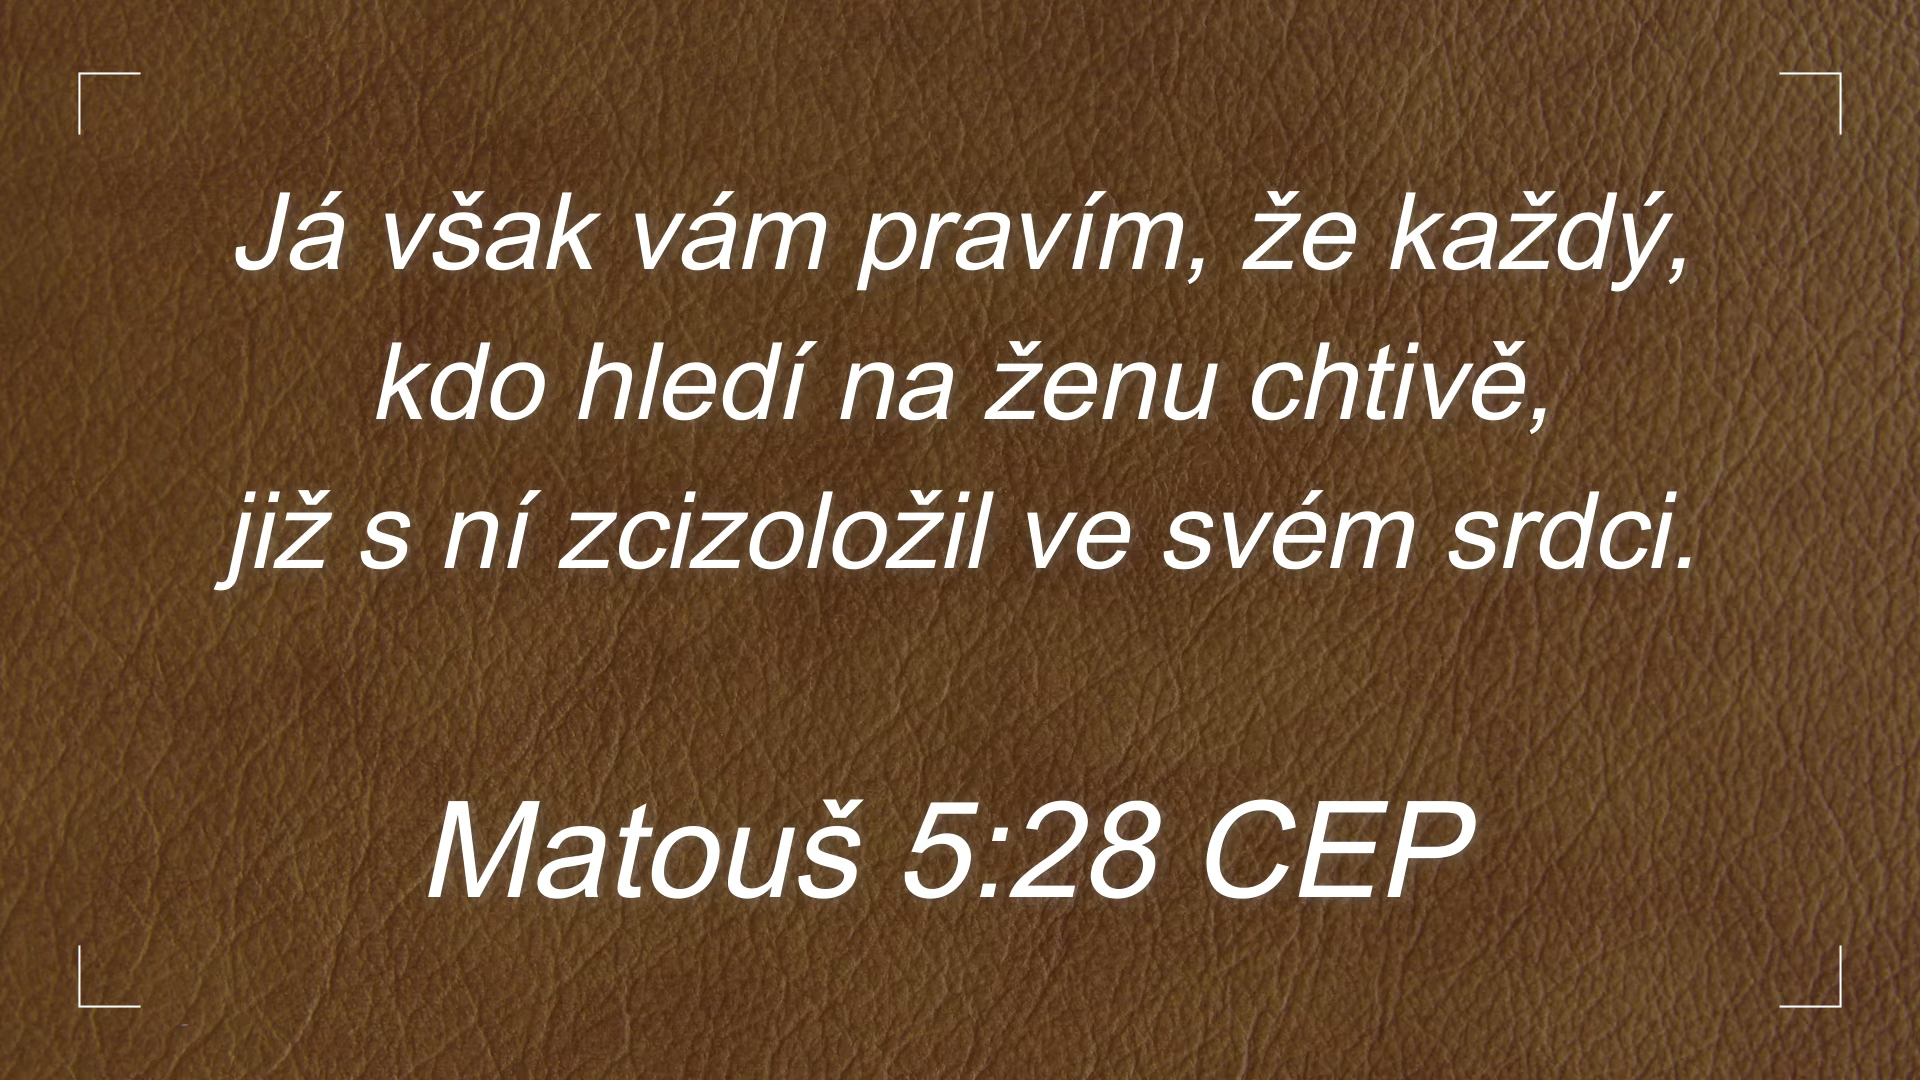 Já však vám pravím, že každý,
kdo hledí na ženu chtivě,
již s ní zcizoložil ve svém srdci.
Matouš 5:28 CEP